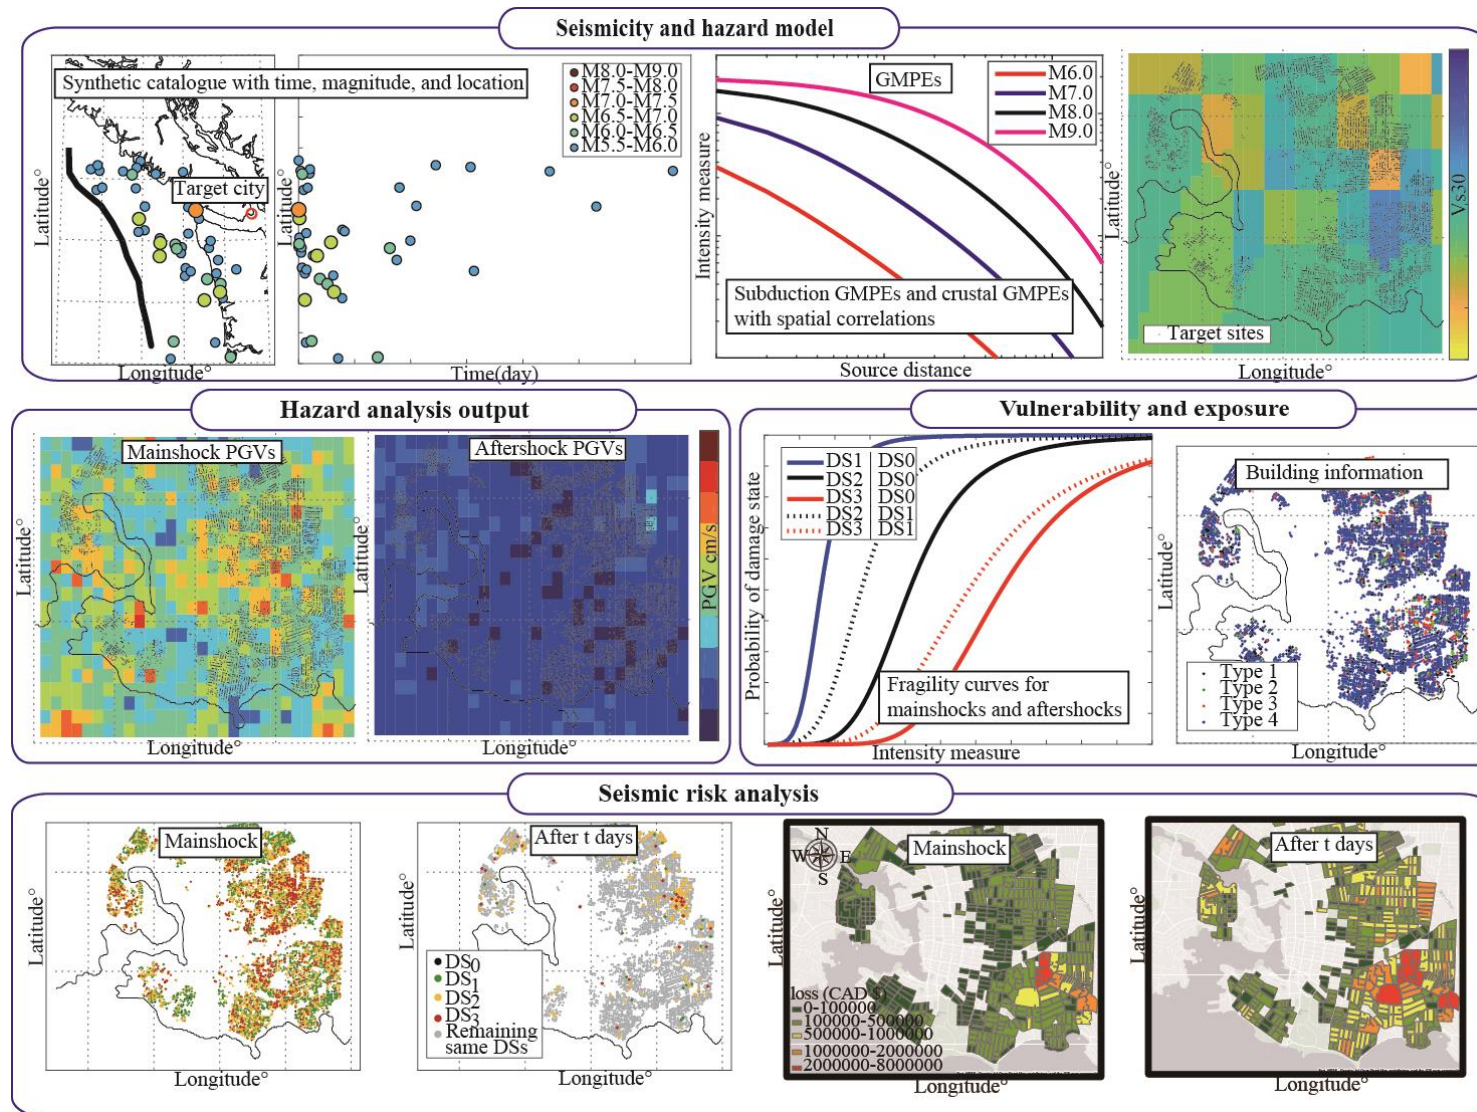 Seismicity and hazard model
Synthetic catalogue with time, magnitude, and location
M8.0-M9.0
M7.5-M8.0
M7.0-M7.5
M6.5-M7.0
M6.0-M6.5
M5.5-M6.0
Target city
Latitude°
Longitude°
Latitude°
Time(day)
GMPEs
M6.0
M7.0
M8.0
M9.0
Intensity measure
Subduction GMPEs and crustal GMPEs
with spatial correlations
Source distance
Latitude°
Target sites
Longitude°
Vs30
Hazard analysis output
Mainshock PGVs
Latitude°
Longitude°
Aftershock PGVs
Latitude°
Longitude°
PGV cm/s
Vulnerability and exposure
DS1 | DS0
DS2 | DS0
DS3 | DS0
DS2 | DS1
DS3 | DS1
Probability of damage state
Fragility curves for
mainshocks and aftershocks
Intensity measure
Building information
Latitude°
Type 1
Type 2
Type 3
Type 4
Longitude°
Seismic risk analysis
Mainshock
Latitude°
Longitude°
After t days
Latitude°
DS0
DS1
DS2
DS3
Remaining
same DSs
Longitude°
N
W E
S
Mainshock
Latitude°
loss (CAD $)
0-100000
100000-500000
500000-1000000
1000000-2000000
2000000-8000000
Longitude°
After t days
Latitude°
Longitude°